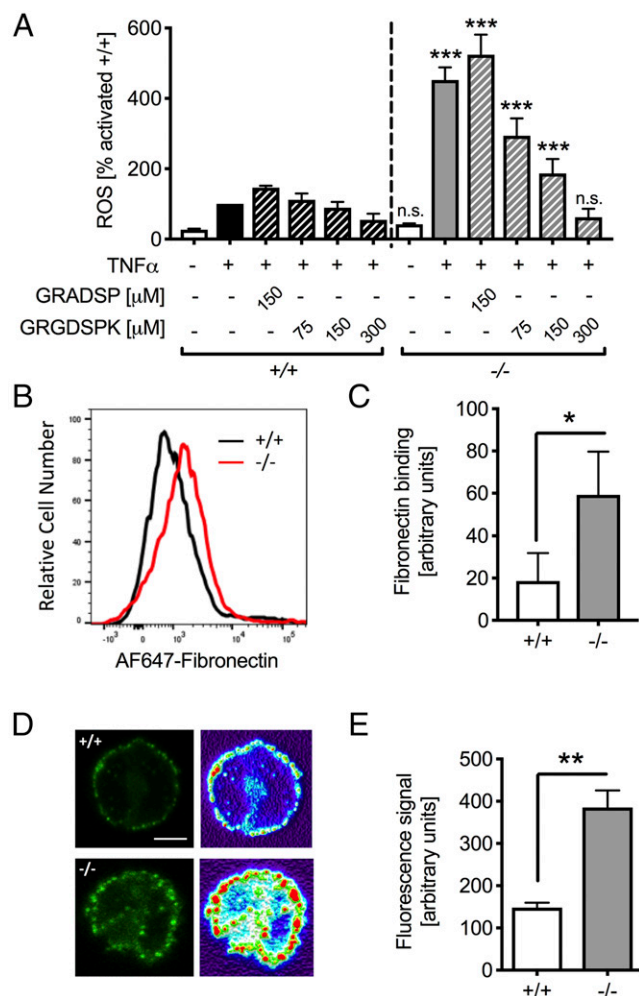 A
ROS [% activated +/+]
600
400
200
0
*** *** *** *** n.s. n.s.
TNFα - + + + + + - + + + + +
GRADSP [µM] - - 150 - - - - - 150 - - -
GRGDSPK [µM] - - - 75 150 300 - - - 75 150 300
+/+ -/-
B
Relative Cell Number
100
80
60
40
20
0
+/+
-/-
-10³ 0 10³ 10⁴ 10⁵
AF647-Fibronectin
C
Fibronectin binding
[arbitrary units]
100
80
60
40
20
0
*
+/+ -/-
D
+/+
-/-
E
Fluorescence signal
[arbitrary units]
500
400
300
200
100
0
**
+/+ -/-